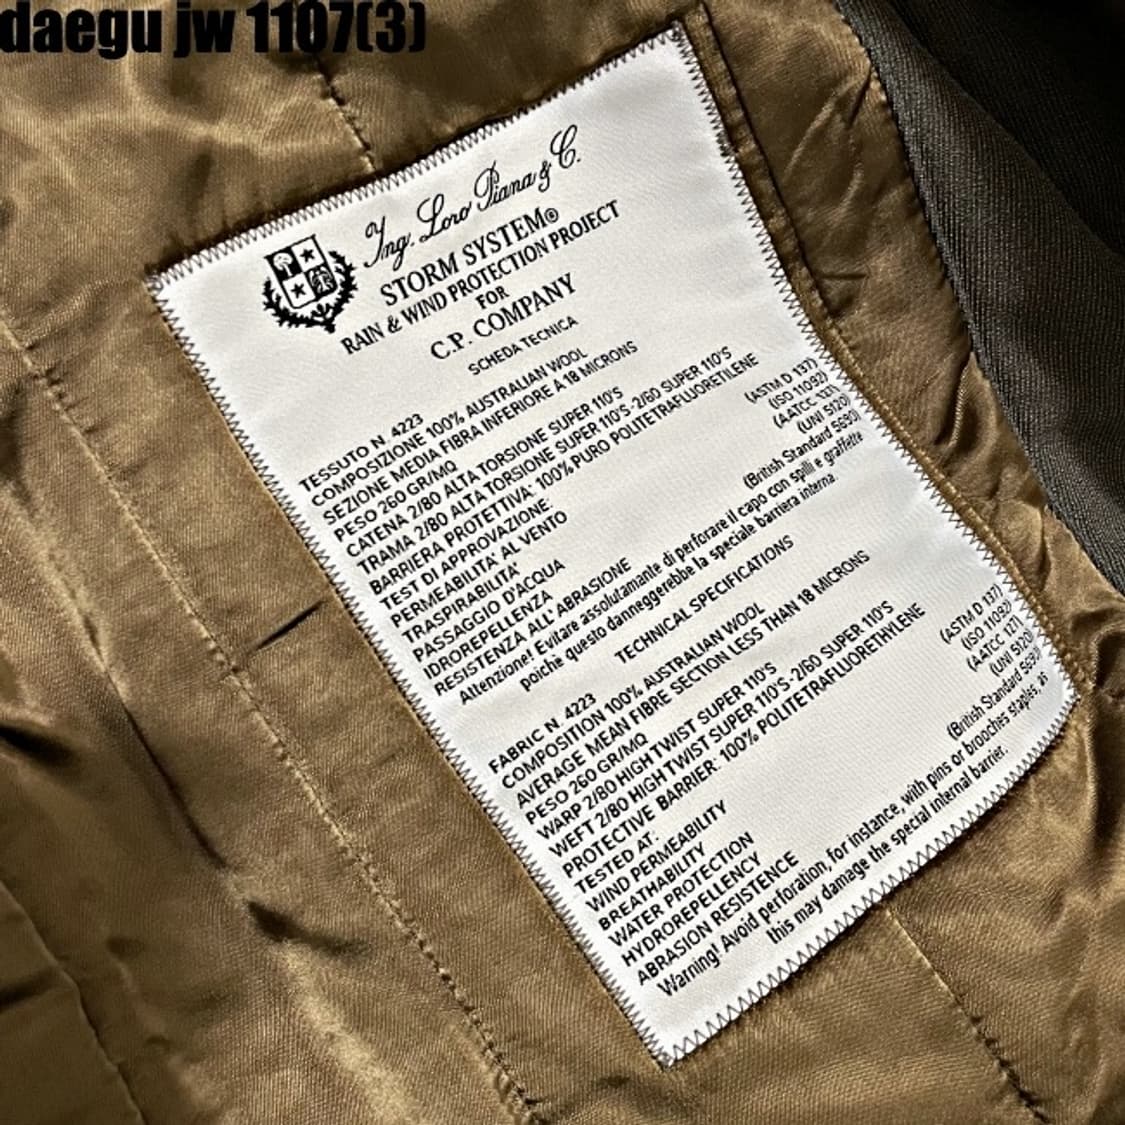 daegu jw 1107(3)
Ing. Loro Piana & C.
STORM SYSTEM®
RAIN & WIND PROTECTION PROJECT
FOR
C.P. COMPANY
SCHEDA TECNICA
TESSUTO N. 4223
COMPOSIZIONE 100% AUSTRALIAN WOOL
SEZIONE MEDIA FIBRA INFERIORE A 18 MICRONS
PESO 260 GR/MQ
CATENA 2/80 ALTA TORSIONE SUPER 110'S
TRAMA 2/80 ALTA TORSIONE SUPER 110'S-2/60 SUPER 110'S
BARRIERA PROTETTIVA: 100% PURO POLITETRAFLUORETILENE
TEST DI APPROVAZIONE:
PERMEABILITA' AL VENTO (ASTM D 137)
TRASPIRABILITA' (ISO 11092)
PASSAGGIO D'ACQUA (AATCC 127)
IDROREPELLENZA (UNI 5120)
RESISTENZA ALL' ABRASIONE (British Standard 5690)
Attenzione! Evitare assolutamante di perforare il capo con spilli e graffette
poiche questo danneggerebbe la speciale barriera interna.
TECHNICAL SPECIFICATIONS
FABRIC N. 4223
COMPOSITION 100% AUSTRALIAN WOOL
AVERAGE MEAN FIBRE SECTION LESS THAN 18 MICRONS
PESO 260 GR/MQ
WARP 2/80 HIGH TWIST SUPER 110'S
WEFT 2/80 HIGH TWIST SUPER 110'S-2/60 SUPER 110'S
PROTECTIVE BARRIER: 100% POLITETRAFLUORETHYLENE
TESTED AT:
WIND PERMEABILITY (ASTM D 137)
BREATHABILITY (ISO 11092)
WATER PROTECTION (AATCC 127)
HYDROREPELLENCY (UNI 5120)
ABRASION RESISTENCE (British Standard 5690)
Warning! Avoid perforation, for instance, with pins or brooches staples, as
this may damage the special internal barrier.